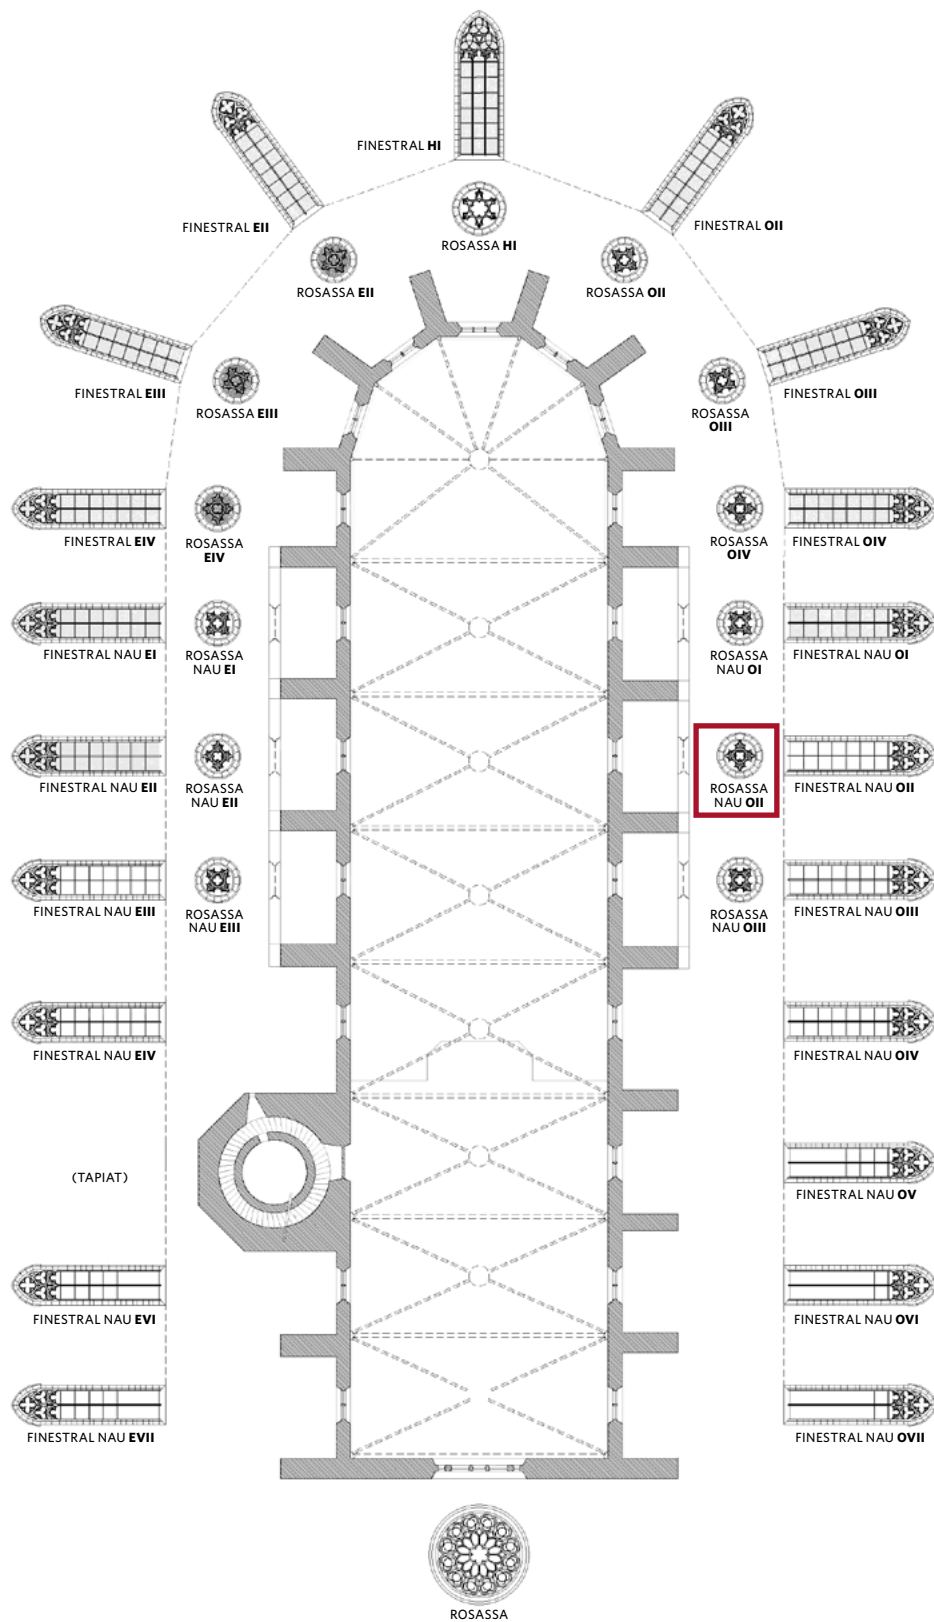 FINESTRAL HI
FINESTRAL EII
FINESTRAL OII
ROSASSA HI
ROSASSA EII
ROSASSA OII
FINESTRAL EIII
ROSASSA EIII
ROSASSA
OIII
FINESTRAL OIII
FINESTRAL EIV
ROSASSA
EIV
ROSASSA
OIV
FINESTRAL OIV
FINESTRAL NAU EI
ROSASSA
NAU EI
ROSASSA
NAU OI
FINESTRAL NAU OI
FINESTRAL NAU EII
ROSASSA
NAU EII
ROSASSA
NAU OII
FINESTRAL NAU OII
FINESTRAL NAU EIII
ROSASSA
NAU EIII
ROSASSA
NAU OIII
FINESTRAL NAU OIII
FINESTRAL NAU EIV
FINESTRAL NAU OIV
(TAPIAT)
FINESTRAL NAU OV
FINESTRAL NAU EVI
FINESTRAL NAU OVI
FINESTRAL NAU EVII
FINESTRAL NAU OVII
ROSASSA